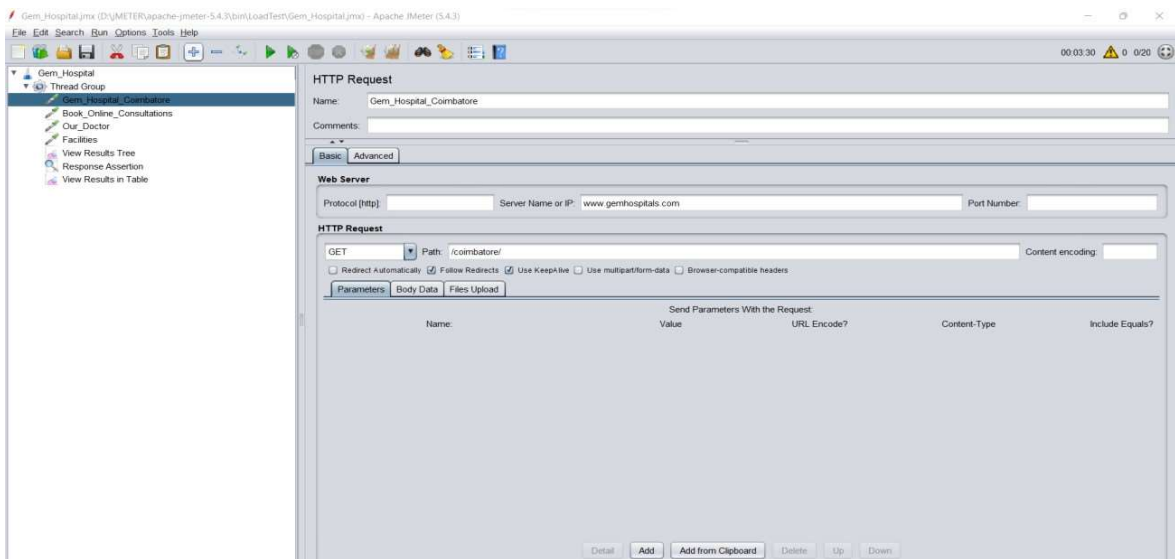 Gem_Hospital.jmx (D:\JMETER\apache-jmeter-5.4.3\bin\LoadTest\Gem_Hospital.jmx) - Apache JMeter (5.4.3)
File Edit Search Run Options Tools Help
00:03:30 0 0/20
Gem_Hospital
Thread Group
Gem_Hospital_Coimbatore
Book_Online_Consultations
Our_Doctor
Facilities
View Results Tree
Response Assertion
View Results in Table
HTTP Request
Name: Gem_Hospital_Coimbatore
Comments:
Basic Advanced
Web Server
Protocol [http]: Server Name or IP: www.gemhospitals.com Port Number:
HTTP Request
GET Path: /coimbatore/ Content encoding:
Redirect Automatically Follow Redirects Use KeepAlive Use multipart/form-data Browser-compatible headers
Parameters Body Data Files Upload
Send Parameters With the Request:
Name: Value URL Encode? Content-Type Include Equals?
Detail Add Add from Clipboard Delete Up Down